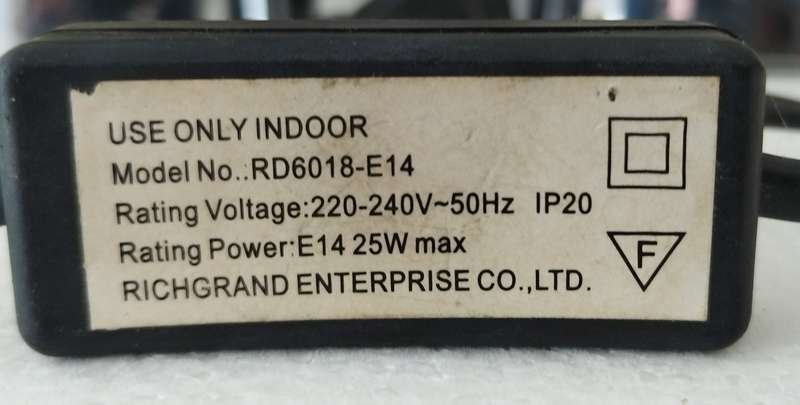 USE ONLY INDOOR
Model No.:RD6018-E14
Rating Voltage:220-240V~50Hz IP20
Rating Power:E14 25W max
F
RICHGRAND ENTERPRISE CO.,LTD.